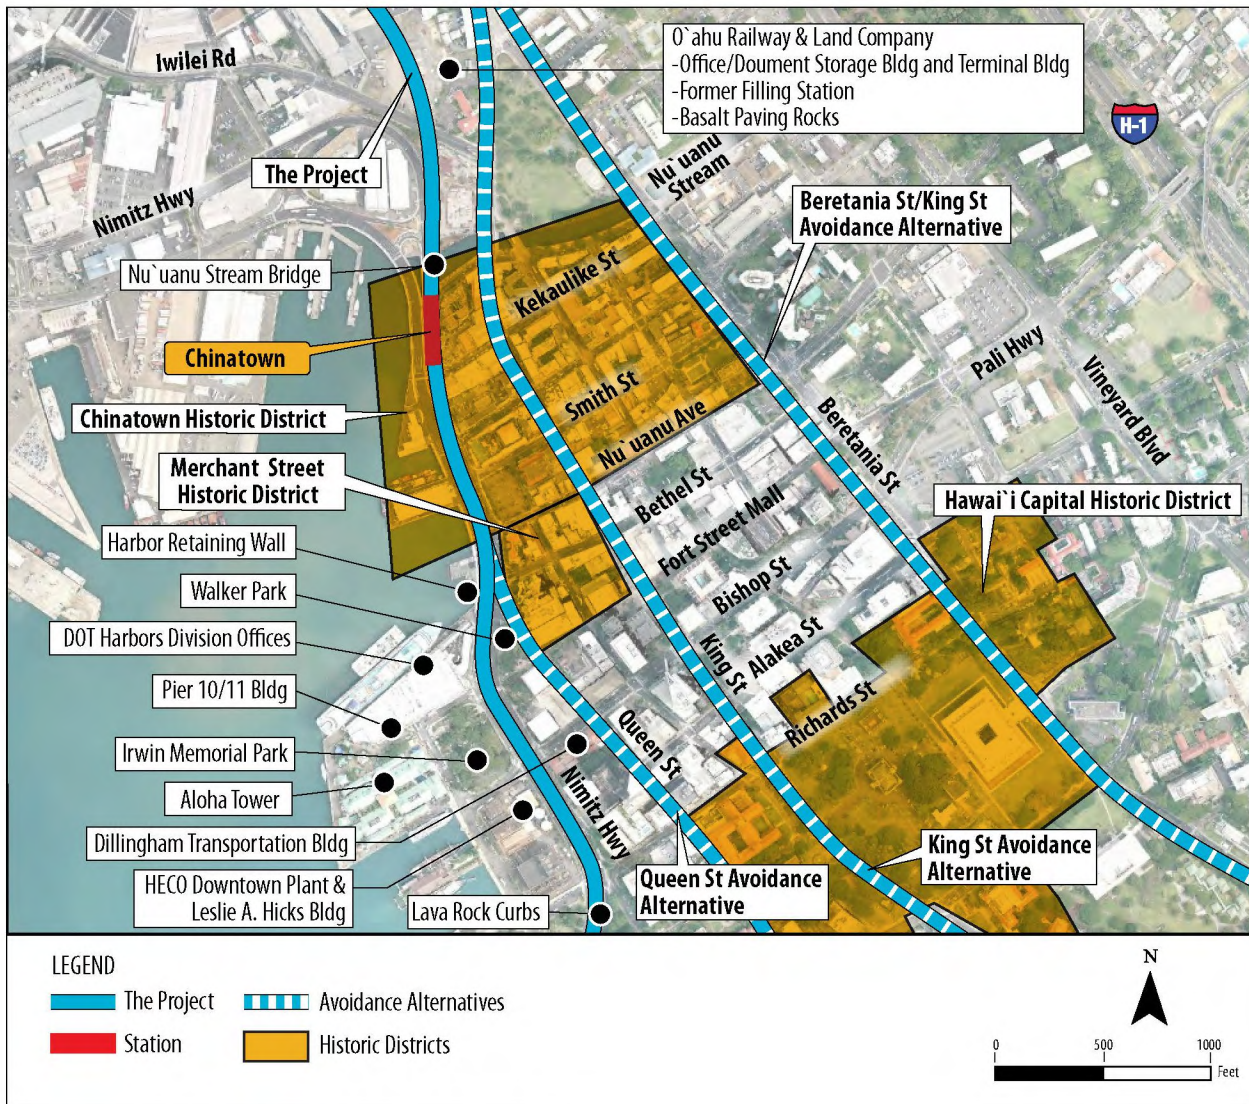 Iwilei Rd
O`ahu Railway & Land Company
-Office/Doument Storage Bldg and Terminal Bldg
-Former Filling Station
-Basalt Paving Rocks
H-1
The Project
Nu`uanu
Stream
Nimitz Hwy
Beretania St/King St
Avoidance Alternative
Nu`uanu Stream Bridge
Kekaulike St
Chinatown
Pali Hwy
Vineyard Blvd
Smith St
Chinatown Historic District
Nu`uanu Ave
Beretania St
Merchant Street
Historic District
Bethel St
Fort Street Mall
Hawai`i Capital Historic District
Harbor Retaining Wall
Bishop St
Walker Park
DOT Harbors Division Offices
Alakea St
King St
Pier 10/11 Bldg
Richards St
Queen St
Irwin Memorial Park
Aloha Tower
Nimitz Hwy
Dillingham Transportation Bldg
King St Avoidance
Alternative
HECO Downtown Plant &
Leslie A. Hicks Bldg
Lava Rock Curbs
Queen St Avoidance
Alternative
LEGEND
The Project
Avoidance Alternatives
Station
Historic Districts
N
0 500 1000
Feet